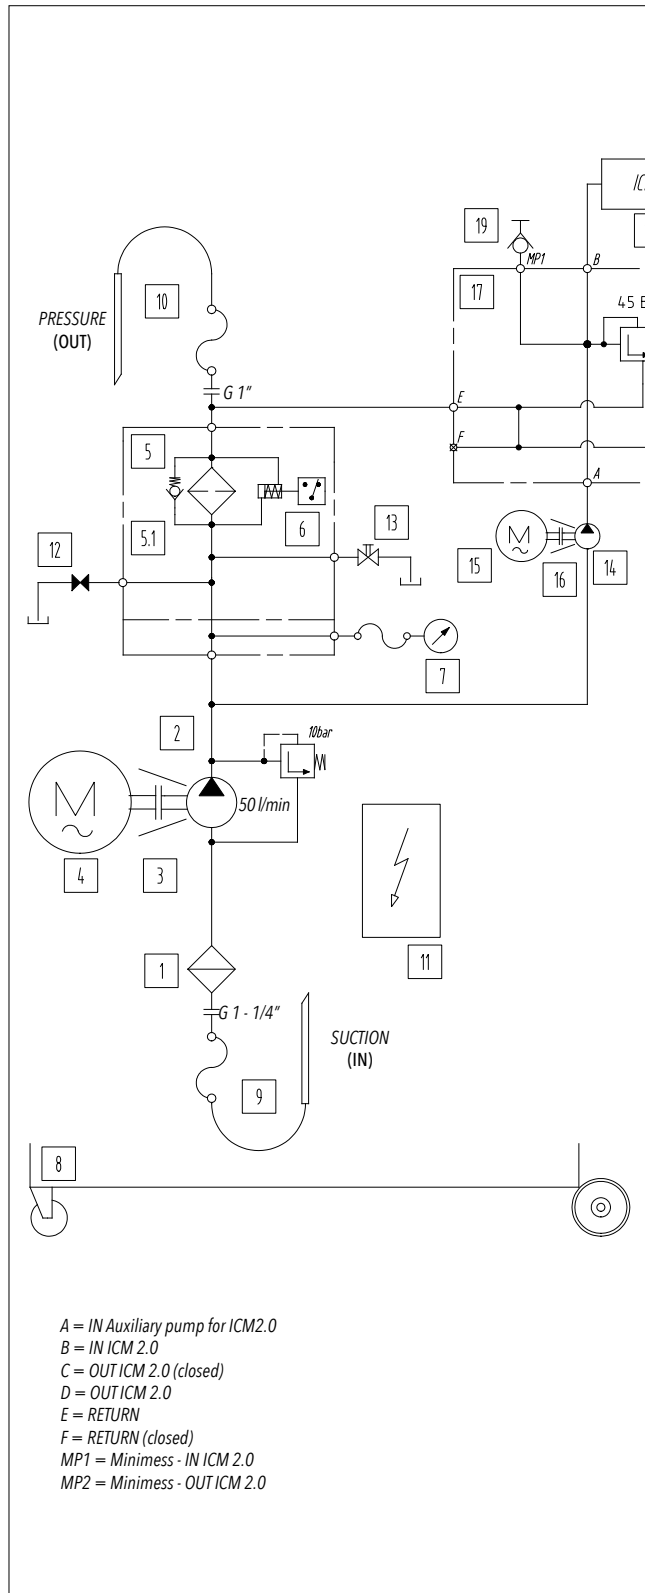 IC
19
MP1
B
17
10
45 B
PRESSURE
(OUT)
G 1"
E
F
5
A
6
13
12
5.1
15
16
14
7
2
10bar
50 l/min
4
3
11
1
G 1 - 1/4"
SUCTION
(IN)
9
8
A = IN Auxiliary pump for ICM2.0
B = IN ICM 2.0
C = OUT ICM 2.0 (closed)
D = OUT ICM 2.0
E = RETURN
F = RETURN (closed)
MP1 = Minimess - IN ICM 2.0
MP2 = Minimess - OUT ICM 2.0